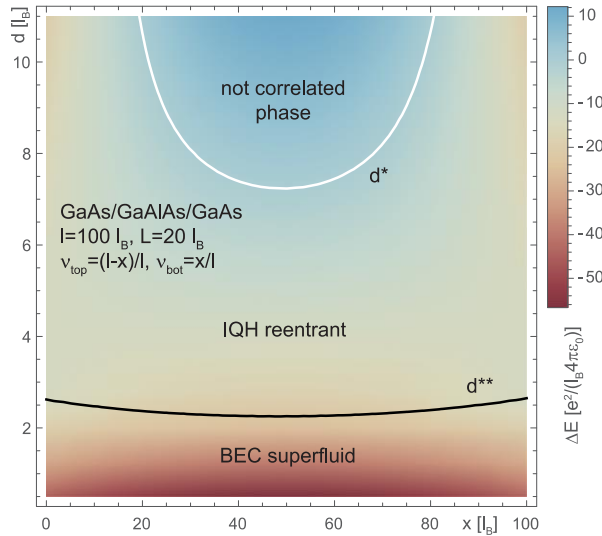 d [l_B]
10
8
6
4
2
0
20
40
60
80
x [l_B]
100
not correlated
phase
d*
GaAs/GaAlAs/GaAs
l=100 l_B, L=20 l_B
ν_top=(l-x)/l, ν_bot=x/l
IQH reentrant
d**
BEC superfluid
10
0
-10
-20
-30
-40
-50
ΔE [e²/(l_B4πε₀)]